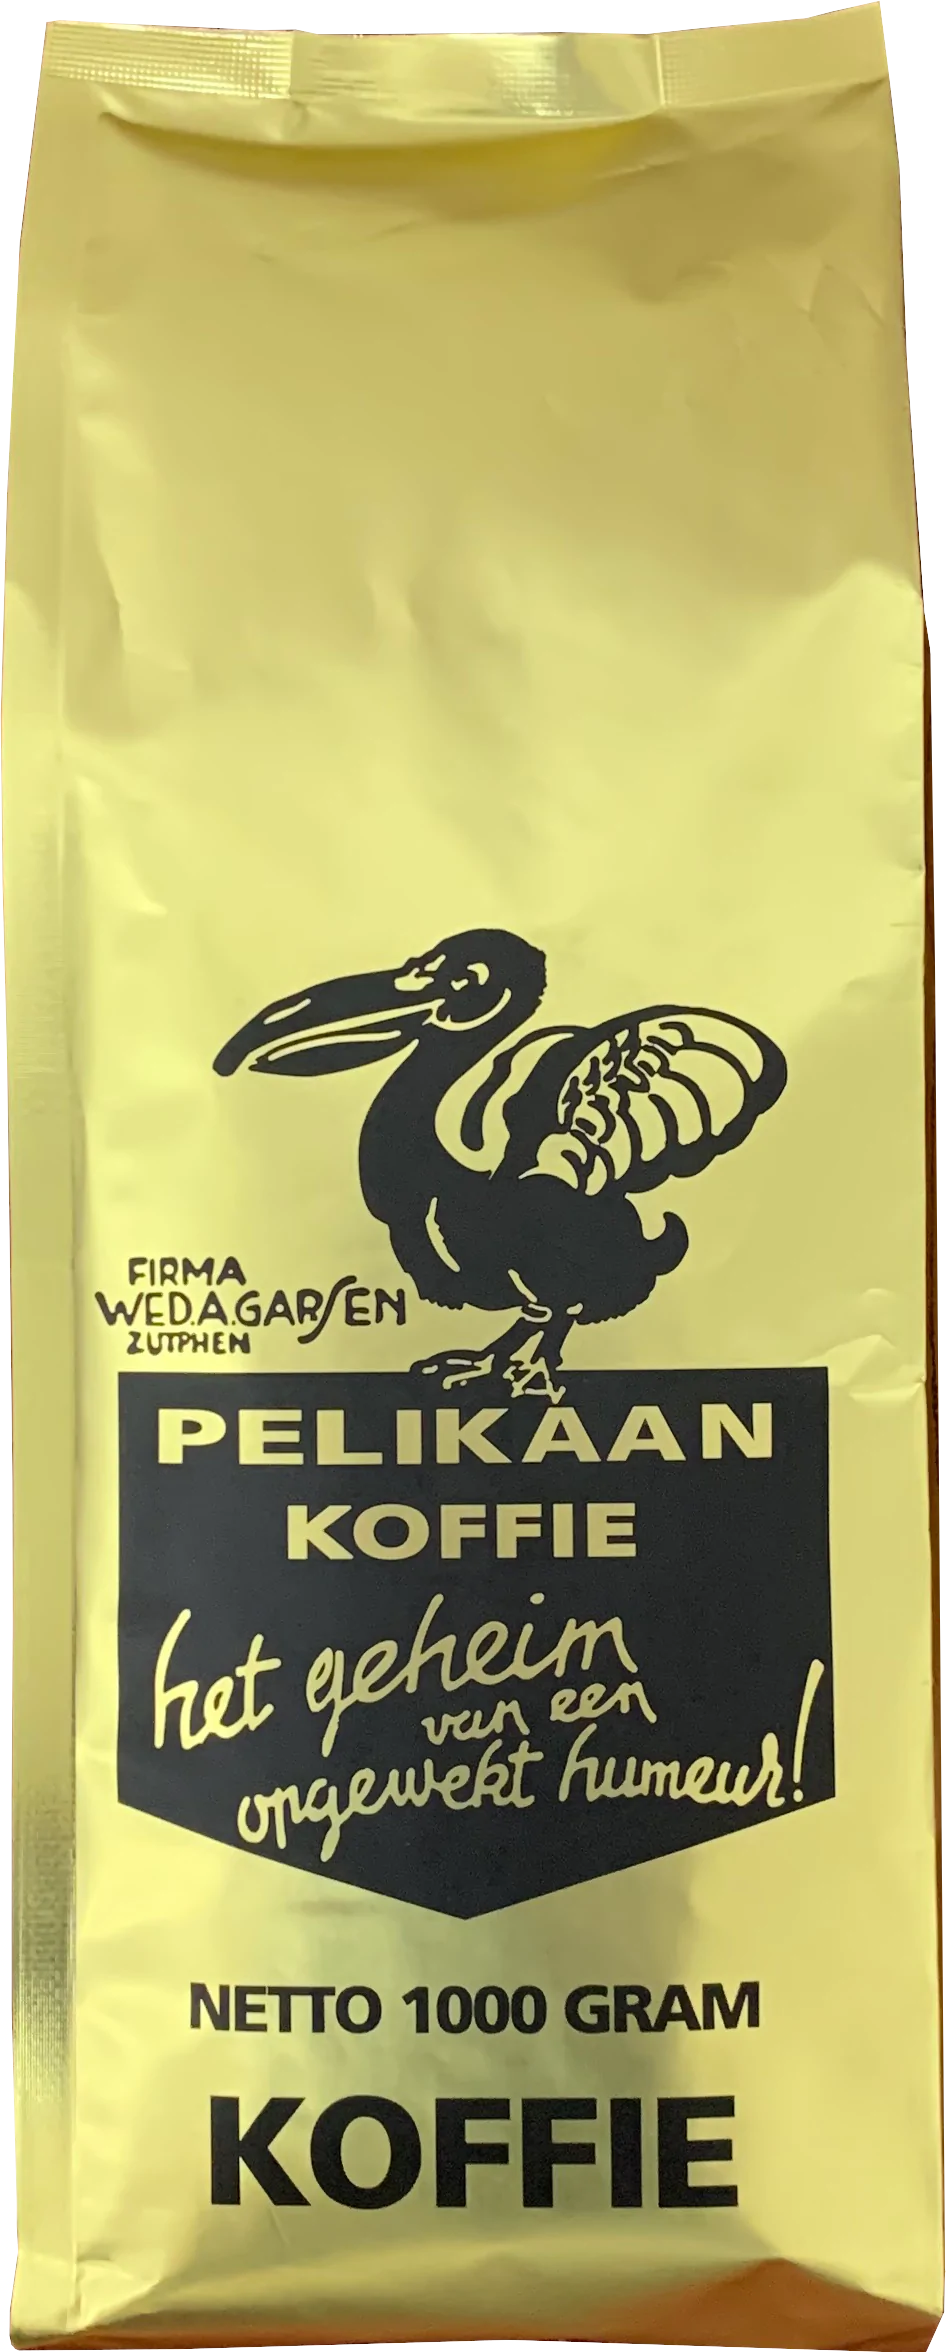 FIRMA
WED.A.GARSEN
ZUTPHEN
PELIKAAN
KOFFIE
het geheim
van een
opgewekt humeur!
NETTO 1000 GRAM
KOFFIE